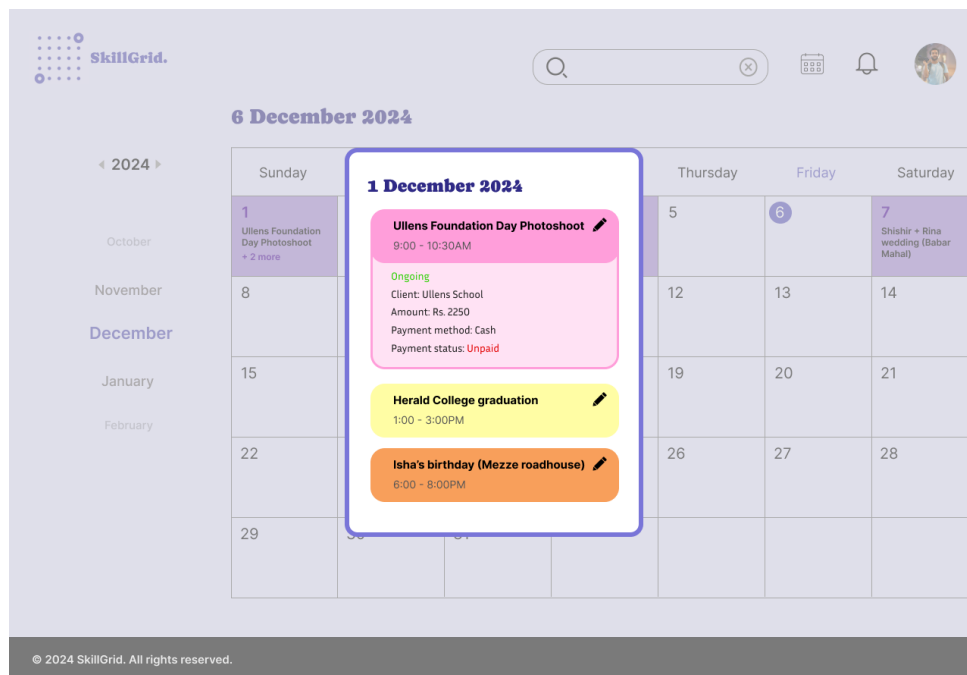 SkillGrid.
6 December 2024
2024
October
November
December
January
February
Sunday
Thursday
Friday
Saturday
1
Ullens Foundation
Day Photoshoot
+ 2 more
5
6
7
Shishir + Rina
wedding (Babar
Mahal)
8
12
13
14
15
19
20
21
22
26
27
28
29
1 December 2024
Ullens Foundation Day Photoshoot
9:00 - 10:30AM
Ongoing
Client: Ullens School
Amount: Rs. 2250
Payment method: Cash
Payment status: Unpaid
Herald College graduation
1:00 - 3:00PM
Isha's birthday (Mezze roadhouse)
6:00 - 8:00PM
© 2024 SkillGrid. All rights reserved.